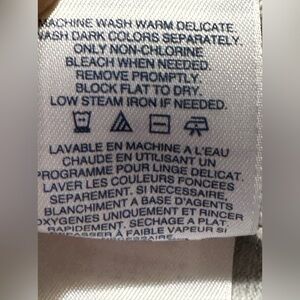 MACHINE WASH WARM DELICATE.
WASH DARK COLORS SEPARATELY.
ONLY NON-CHLORINE
BLEACH WHEN NEEDED.
REMOVE PROMPTLY.
BLOCK FLAT TO DRY.
LOW STEAM IRON IF NEEDED.
LAVABLE EN MACHINE A L'EAU
CHAUDE EN UTILISANT UN
PROGRAMME POUR LINGE DELICAT.
LAVER LES COULEURS FONCEES
SEPAREMENT. SI NECESSAIRE,
BLANCHIMENT A BASE D'AGENTS
OXYGENES UNIQUEMENT ET RINCER
RAPIDEMENT. SECHAGE A PLAT.
REPASSER A FAIBLE VAPEUR SI
NECESSAIRE.